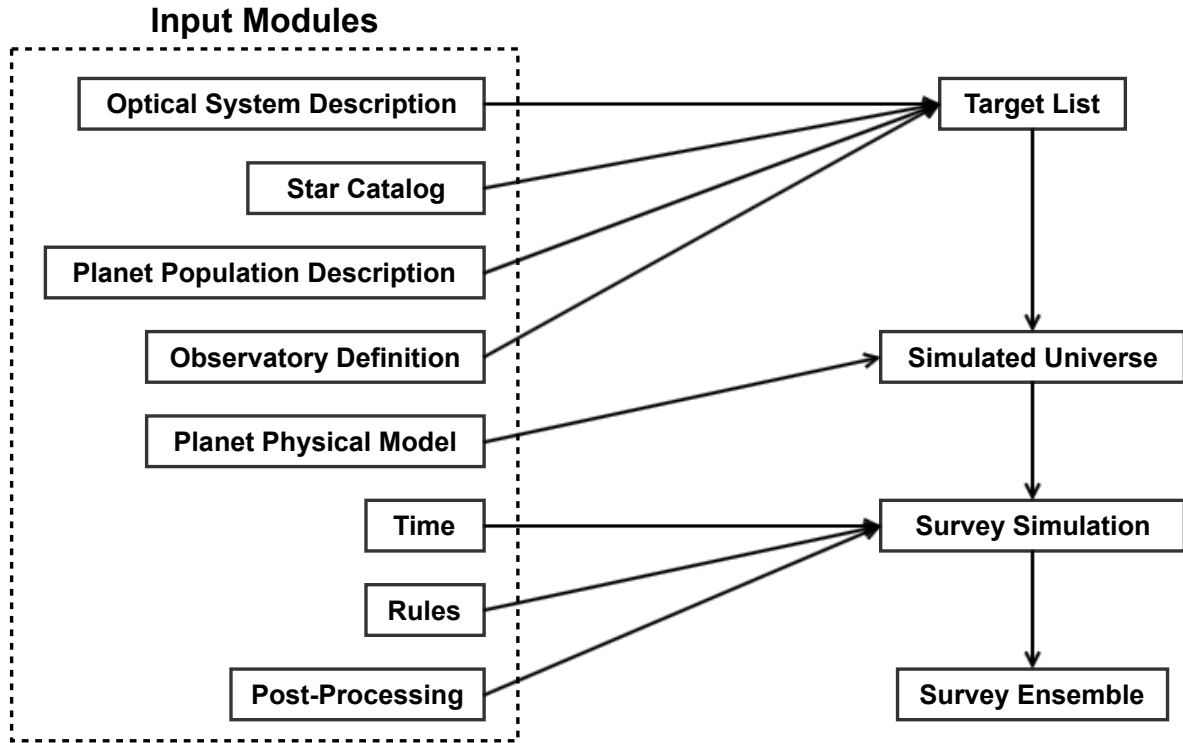 Input Modules
Optical System Description
Target List
Star Catalog
Planet Population Description
Observatory Definition
Simulated Universe
Planet Physical Model
Time
Survey Simulation
Rules
Post-Processing
Survey Ensemble